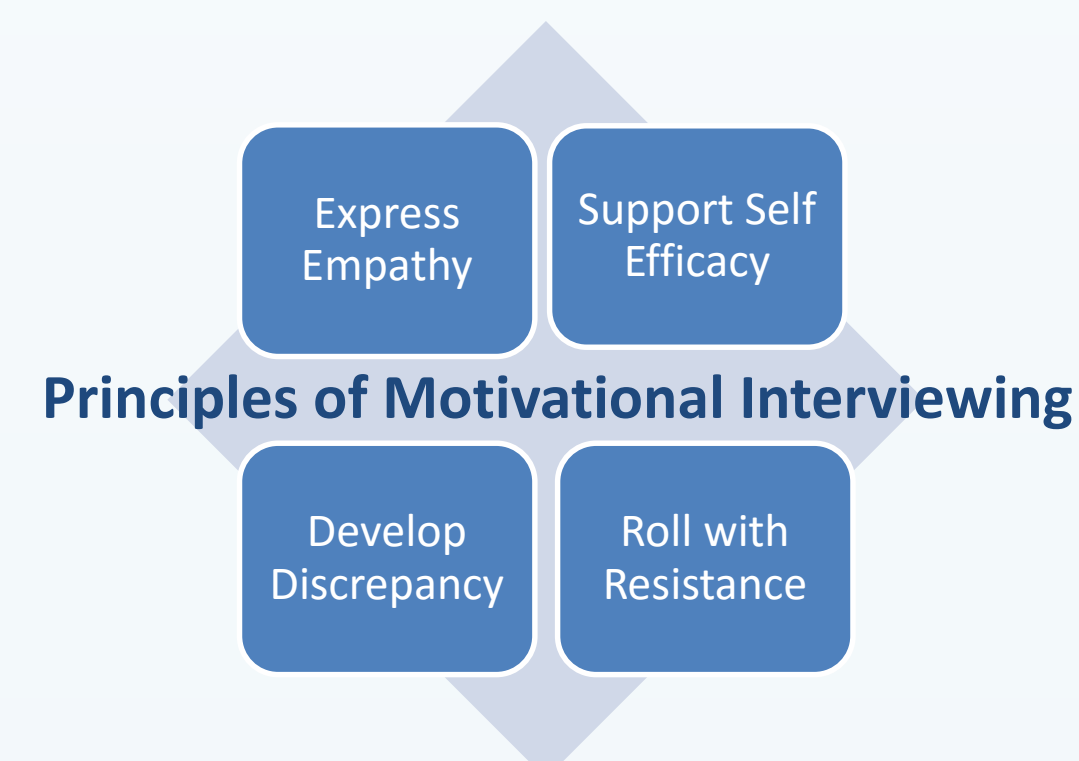 Express
Empathy
Support Self
Efficacy
Principles of Motivational Interviewing
Develop
Discrepancy
Roll with
Resistance